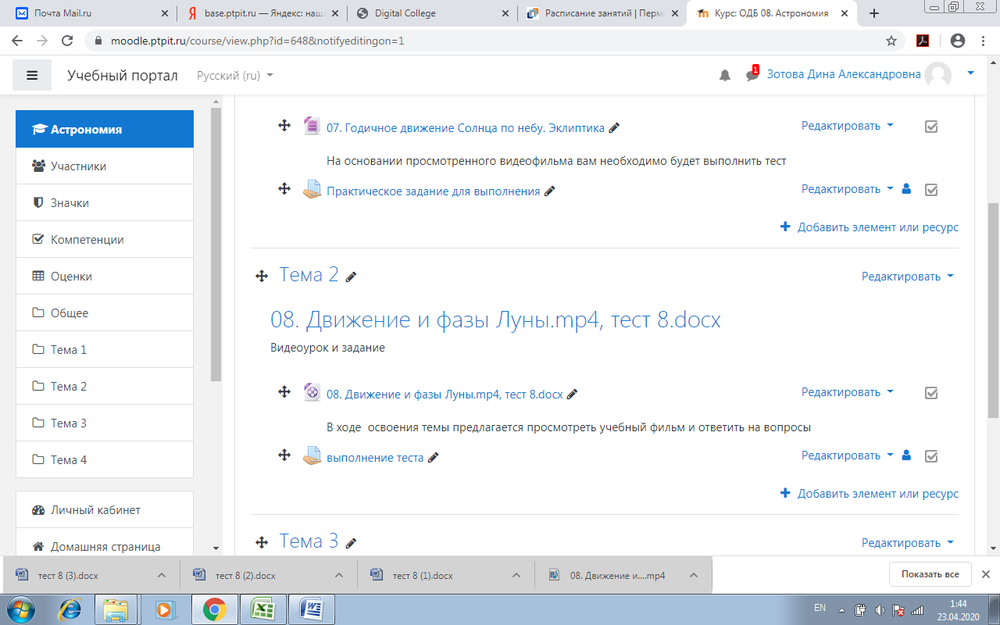 Почта Mail.ru
base.ptpit.ru — Яндекс: наш
Digital College
Расписание занятий | Перм
Курс: ОДБ 08. Астрономия
moodle.ptpit.ru/course/view.php?id=648&notifyeditingon=1
Учебный портал
Русский (ru)
1
Зотова Дина Александровна
Астрономия
Участники
Значки
Компетенции
Оценки
Общее
Тема 1
Тема 2
Тема 3
Тема 4
Личный кабинет
Домашняя страница
07. Годичное движение Солнца по небу. Эклиптика
Редактировать
На основании просмотренного видеофильма вам необходимо будет выполнить тест
Практическое задание для выполнения
Редактировать
Добавить элемент или ресурс
Тема 2
Редактировать
08. Движение и фазы Луны.mp4, тест 8.docx
Видеоурок и задание
08. Движение и фазы Луны.mp4, тест 8.docx
Редактировать
В ходе освоения темы предлагается просмотреть учебный фильм и ответить на вопросы
выполнение теста
Редактировать
Добавить элемент или ресурс
Тема 3
Редактировать
тест 8 (3).docx
тест 8 (2).docx
тест 8 (1).docx
08. Движение и....mp4
Показать все
EN
1:44
23.04.2020